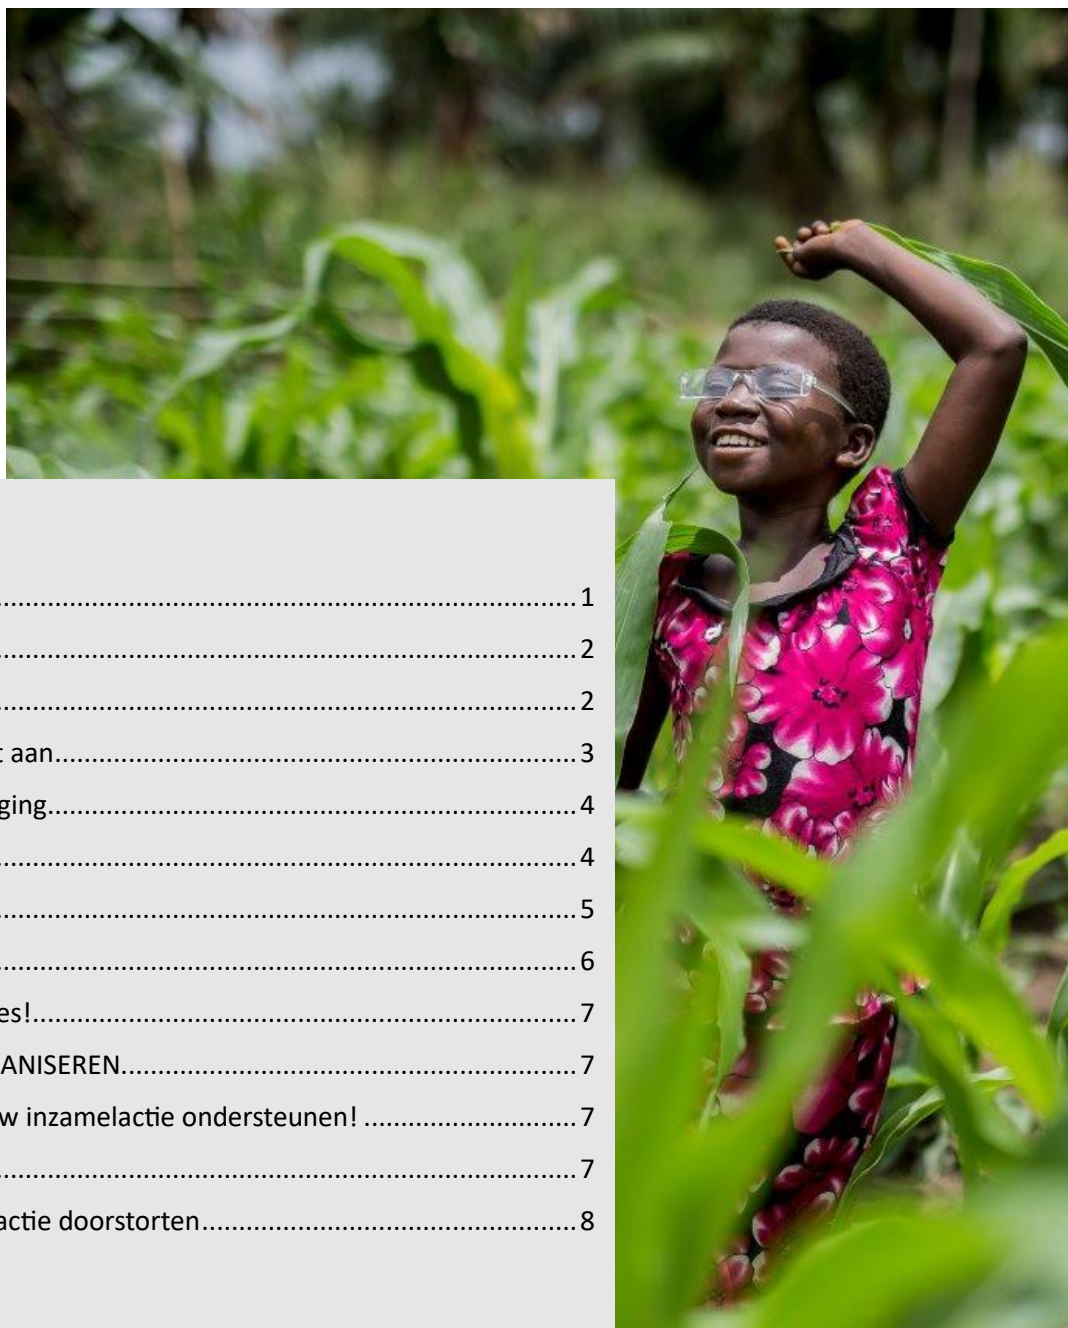 1
2
2
t aan 3
ging 4
4
5
6
es! 7
ANISEREN 7
w inzamelactie ondersteunen! 7
7
actie doorstorten 8